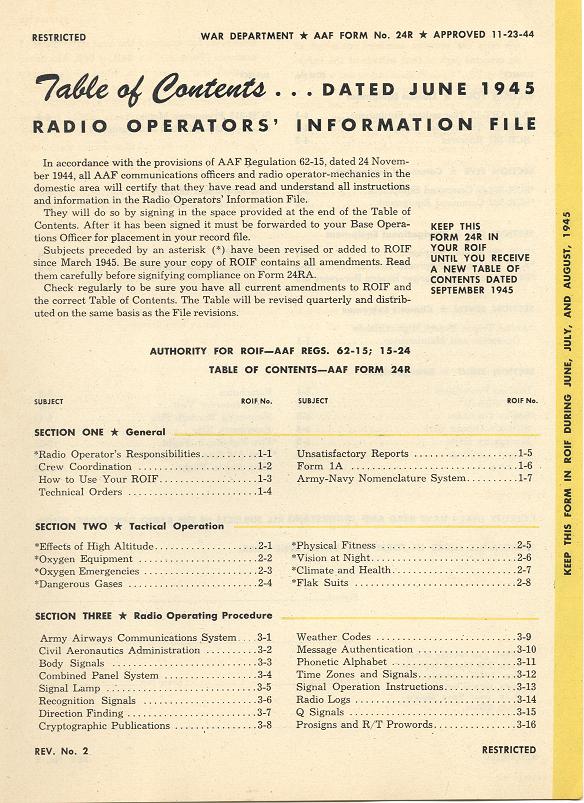 RESTRICTED
WAR DEPARTMENT ★ AAF FORM No. 24R ★ APPROVED 11-23-44
Table of Contents . . . DATED JUNE 1945
RADIO OPERATORS' INFORMATION FILE
In accordance with the provisions of AAF Regulation 62-15, dated 24 Novem-
ber 1944, all AAF communications officers and radio operator-mechanics in the
domestic area will certify that they have read and understand all instructions
and information in the Radio Operators' Information File.
They will do so by signing in the space provided at the end of the Table of
Contents. After it has been signed it must be forwarded to your Base Opera-
tions Officer for placement in your record file.
Subjects preceded by an asterisk (*) have been revised or added to ROIF
since March 1945. Be sure your copy of ROIF contains all amendments. Read
them carefully before signifying compliance on Form 24RA.
Check regularly to be sure you have all current amendments to ROIF and
the correct Table of Contents. The Table will be revised quarterly and distrib-
uted on the same basis as the File revisions.
KEEP THIS
FORM 24R IN
YOUR ROIF
UNTIL YOU RECEIVE
A NEW TABLE OF
CONTENTS DATED
SEPTEMBER 1945
AUTHORITY FOR ROIF—AAF REGS. 62-15; 15-24
TABLE OF CONTENTS—AAF FORM 24R
SUBJECT ROIF No. SUBJECT ROIF No.
SECTION ONE ★ General
*Radio Operator's Responsibilities..........1-1
Crew Coordination ..........1-2
How to Use Your ROIF..........1-3
Technical Orders ..........1-4
Unsatisfactory Reports ..........1-5
Form 1A ..........1-6
Army-Navy Nomenclature System..........1-7
SECTION TWO ★ Tactical Operation
*Effects of High Altitude..........2-1
*Oxygen Equipment ..........2-2
*Oxygen Emergencies ..........2-3
*Dangerous Gases ..........2-4
*Physical Fitness ..........2-5
*Vision at Night..........2-6
*Climate and Health..........2-7
*Flak Suits ..........2-8
SECTION THREE ★ Radio Operating Procedure
Army Airways Communications System...3-1
Civil Aeronautics Administration ..........3-2
Body Signals ..........3-3
Combined Panel System ..........3-4
Signal Lamp ..........3-5
Recognition Signals ..........3-6
Direction Finding ..........3-7
Cryptographic Publications ..........3-8
Weather Codes ..........3-9
Message Authentication ..........3-10
Phonetic Alphabet ..........3-11
Time Zones and Signals..........3-12
Signal Operation Instructions..........3-13
Radio Logs ..........3-14
Q Signals ..........3-15
Prosigns and R/T Prowords..........3-16
REV. No. 2
RESTRICTED
KEEP THIS FORM IN ROIF DURING JUNE, JULY, AND AUGUST, 1945